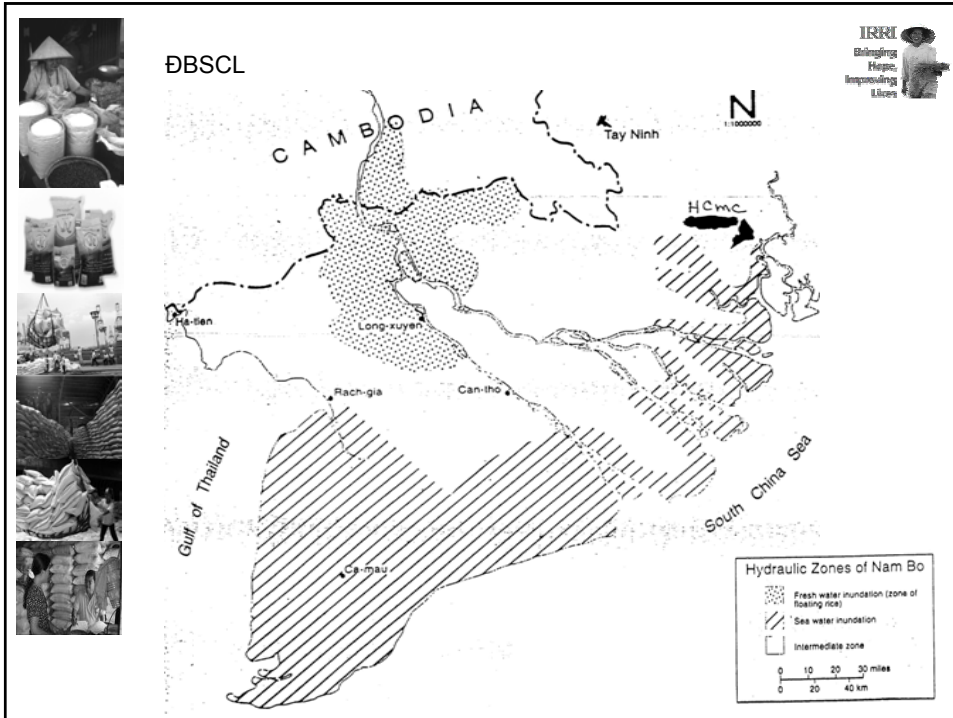 ĐBSCL
IRRI
Bringing
Hope,
Improving
Lives
CAMBODIA
N
1:1000000
Tay Ninh
HCMC
Ha-tien
Long-xuyen
Rach-gia
Can-tho
Gulf of Thailand
South China Sea
Ca-mau
Hydraulic Zones of Nam Bo
Fresh water inundation (zone of
floating rice)
Sea water inundation
Intermediate zone
0 10 20 30 miles
0 20 40 km